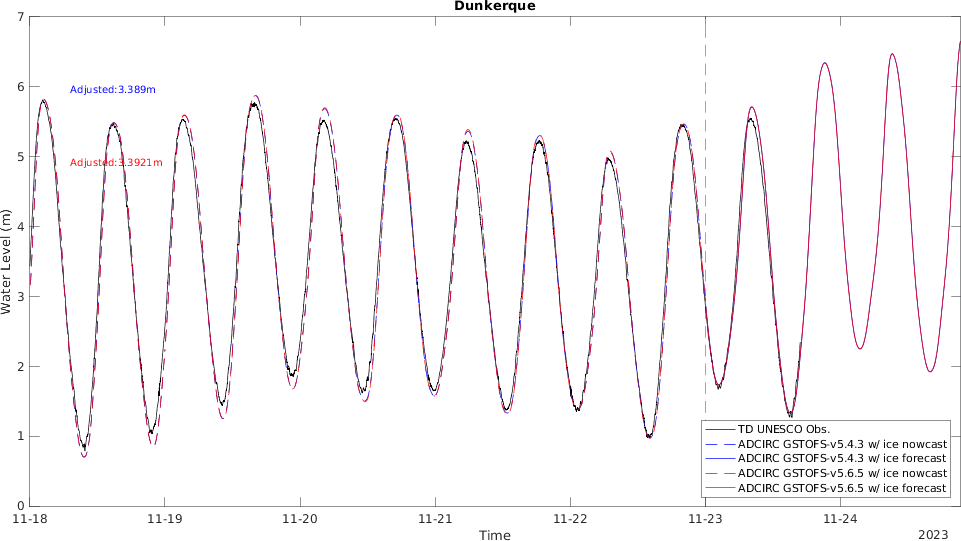 Dunkerque
7
6
5
4
3
2
1
0
Water Level (m)
Adjusted:3.389m
Adjusted:3.3921m
TD UNESCO Obs.
ADCIRC GSTOFS-v5.4.3 w/ ice nowcast
ADCIRC GSTOFS-v5.4.3 w/ ice forecast
ADCIRC GSTOFS-v5.6.5 w/ ice nowcast
ADCIRC GSTOFS-v5.6.5 w/ ice forecast
11-18 11-19 11-20 11-21 11-22 11-23 11-24
Time
2023